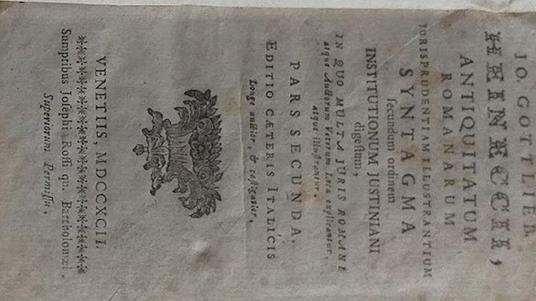 JO. GOTTLIEB
HEINECCII,
ANTIQUITATUM
ROMANARUM
JURISPRUDENTIAM ILLUSTRANTIUM
SYNTAGMA
secundum ordinem
INSTITUTIONUM JUSTINIANI
digestum,
IN QUO MULTA JURIS ROMANI
atque Auctorum Veterum Loca explicantur,
atque illustrantur.
PARS SECUNDA.
EDITIO CÆTERIS ITALICIS
Longe auctior, & castigatior.
VENETIIS MDCCXCII.
Sumptibus Josephi Rossi qu. Bartholomæi.
Superiorum Permissu.